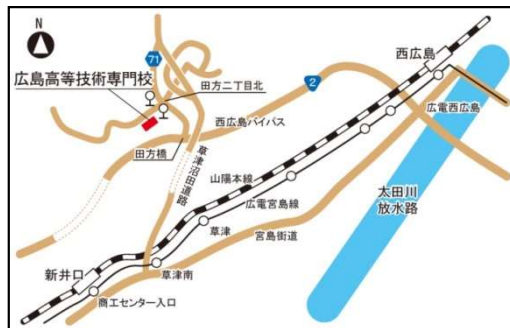 N
71
西広島
広島高等技術専門校
田方二丁目北
2
広電西広島
西広島バイパス
田方橋
草津沼田道路
山陽本線
太田川
放水路
広電宮島線
草津
宮島街道
新井口
草津南
商工センター入口